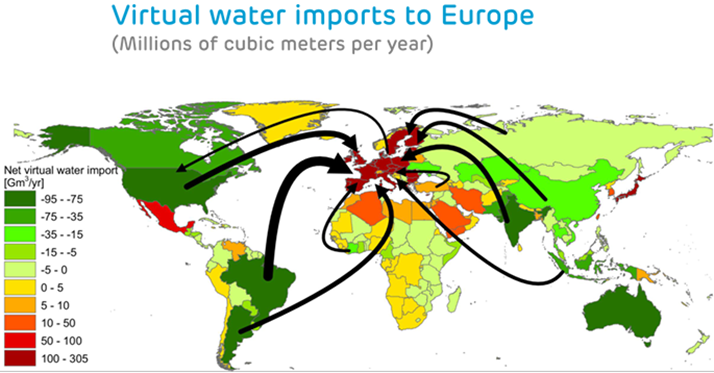 Virtual water imports to Europe
(Millions of cubic meters per year)
Net virtual water import
[Gm³/yr]
-95 - -75
-75 - -35
-35 - -15
-15 - -5
-5 - 0
0 - 5
5 - 10
10 - 50
50 - 100
100 - 305